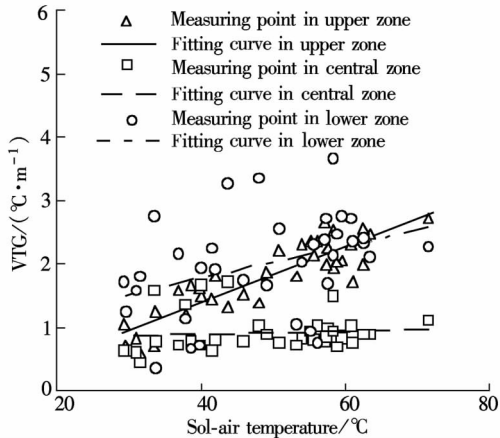 6
5
4
3
2
1
0
VTG/(℃·m⁻¹)
Measuring point in upper zone
Fitting curve in upper zone
Measuring point in central zone
Fitting curve in central zone
Measuring point in lower zone
Fitting curve in lower zone
20 40 60 80
Sol-air temperature/℃